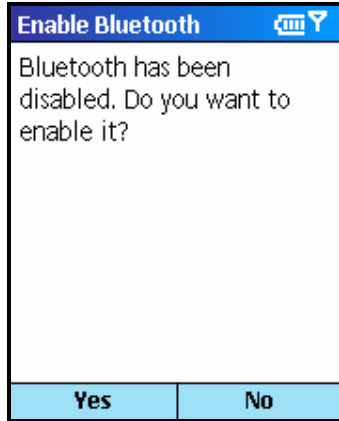 Enable Bluetooth
Bluetooth has been
disabled. Do you want to
enable it?
Yes
No